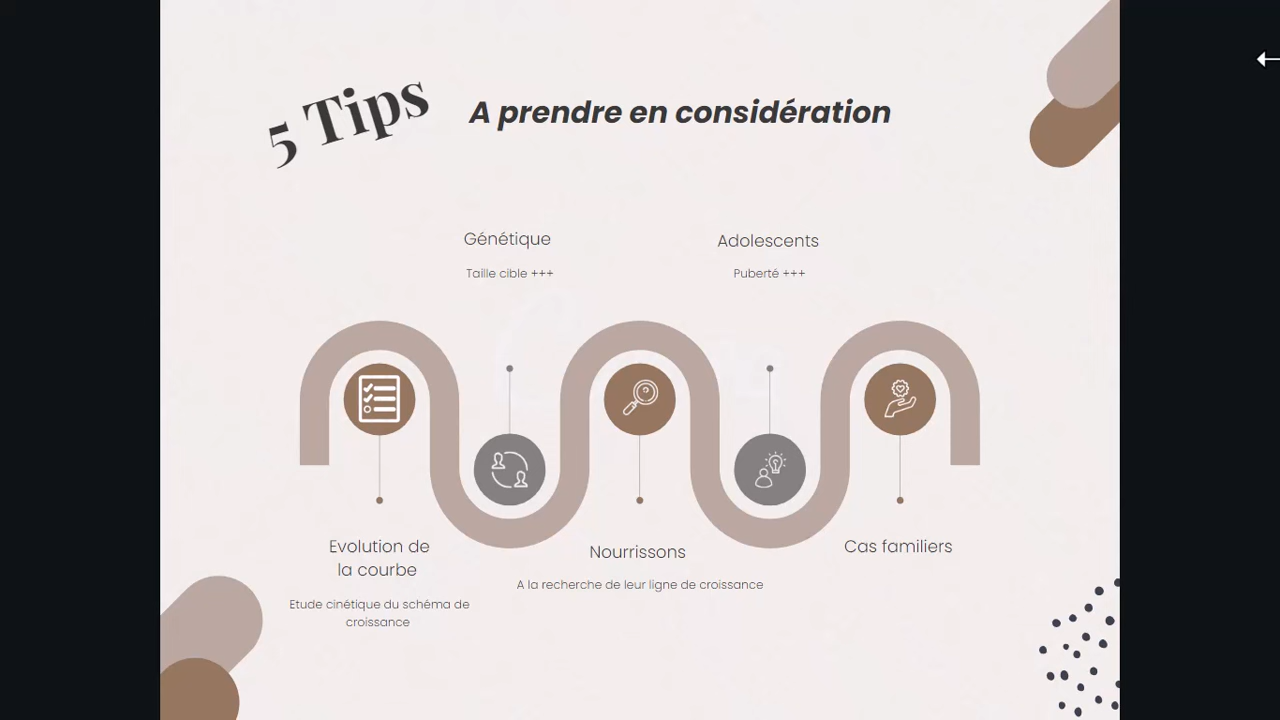 5 Tips
A prendre en considération
Génétique
Taille cible +++
Adolescents
Puberté +++
Evolution de
la courbe
Etude cinétique du schéma de
croissance
Nourrissons
A la recherche de leur ligne de croissance
Cas familiers